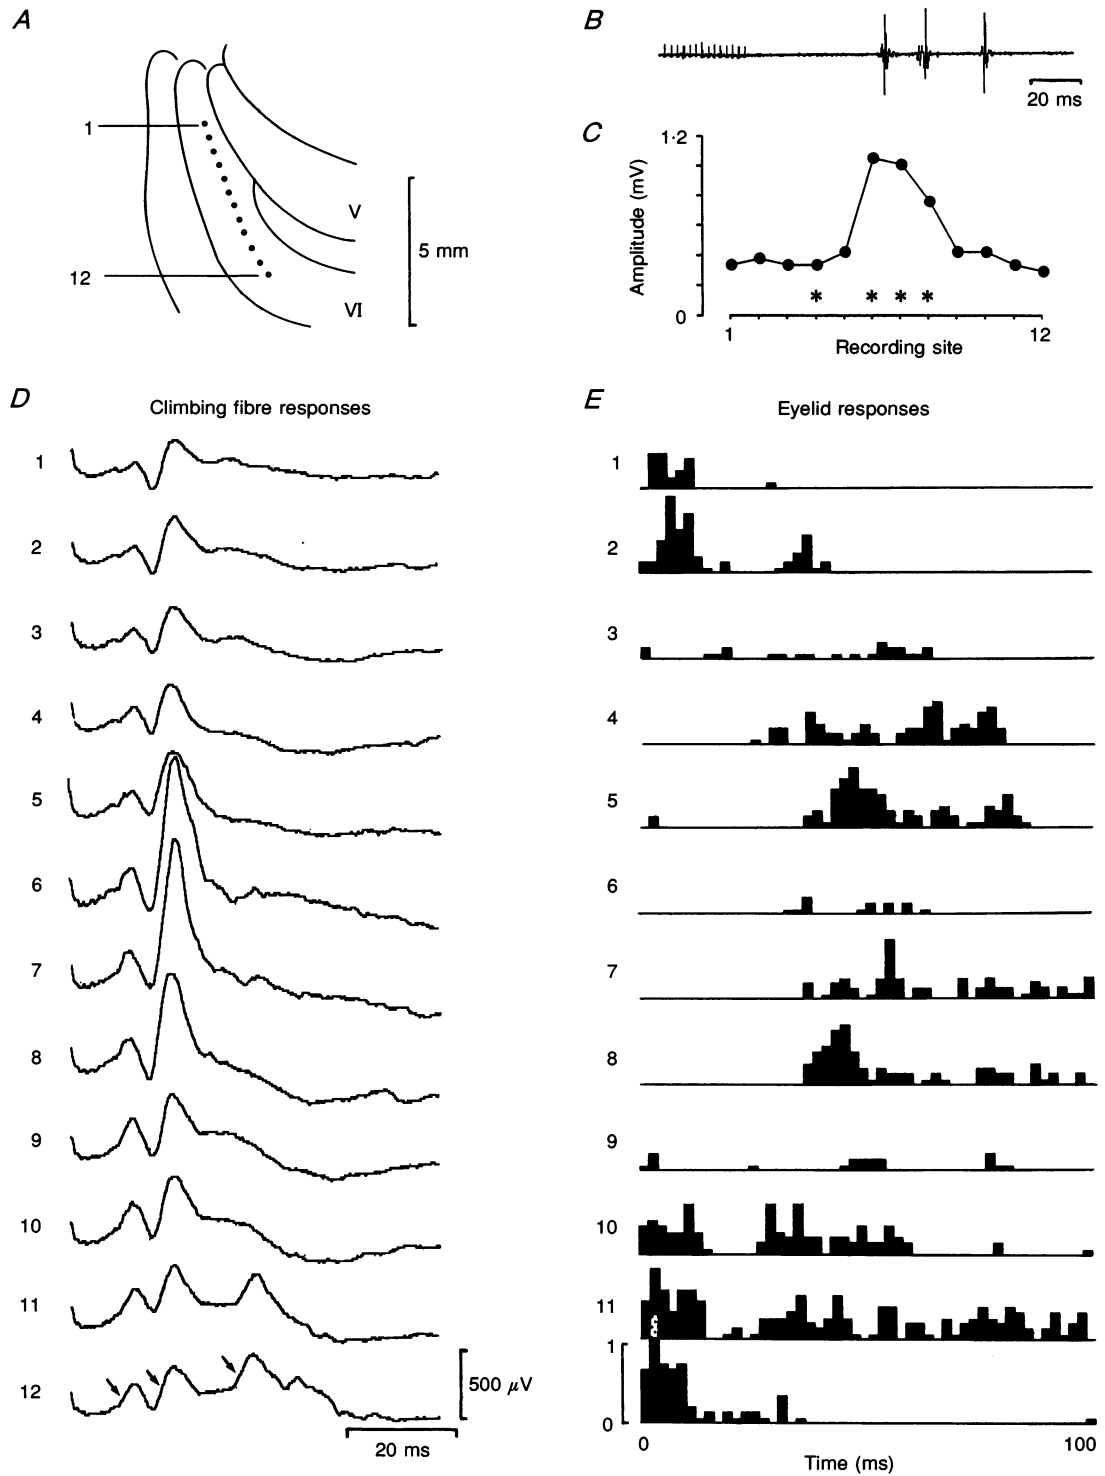 A
1
12
V
VI
5 mm
B
20 ms
C
1·2
Amplitude (mV)
0
* * * *
1
12
Recording site
D
Climbing fibre responses
1
2
3
4
5
6
7
8
9
10
11
12
500 μV
20 ms
E
Eyelid responses
1
2
3
4
5
6
7
8
9
10
11
1
0
0
100
Time (ms)